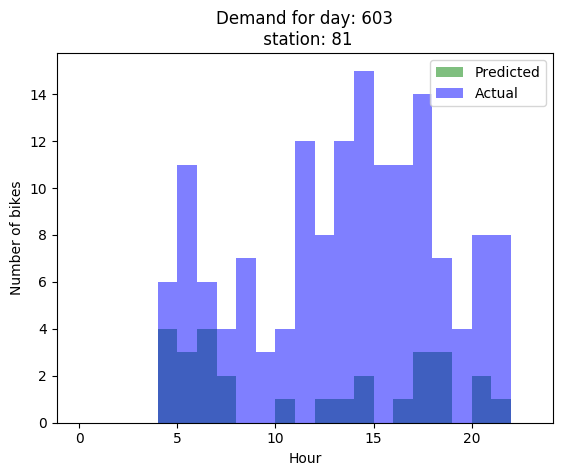 Demand for day: 603
station: 81
Predicted
Actual
Number of bikes
14
12
10
8
6
4
2
0
0 5 10 15 20
Hour